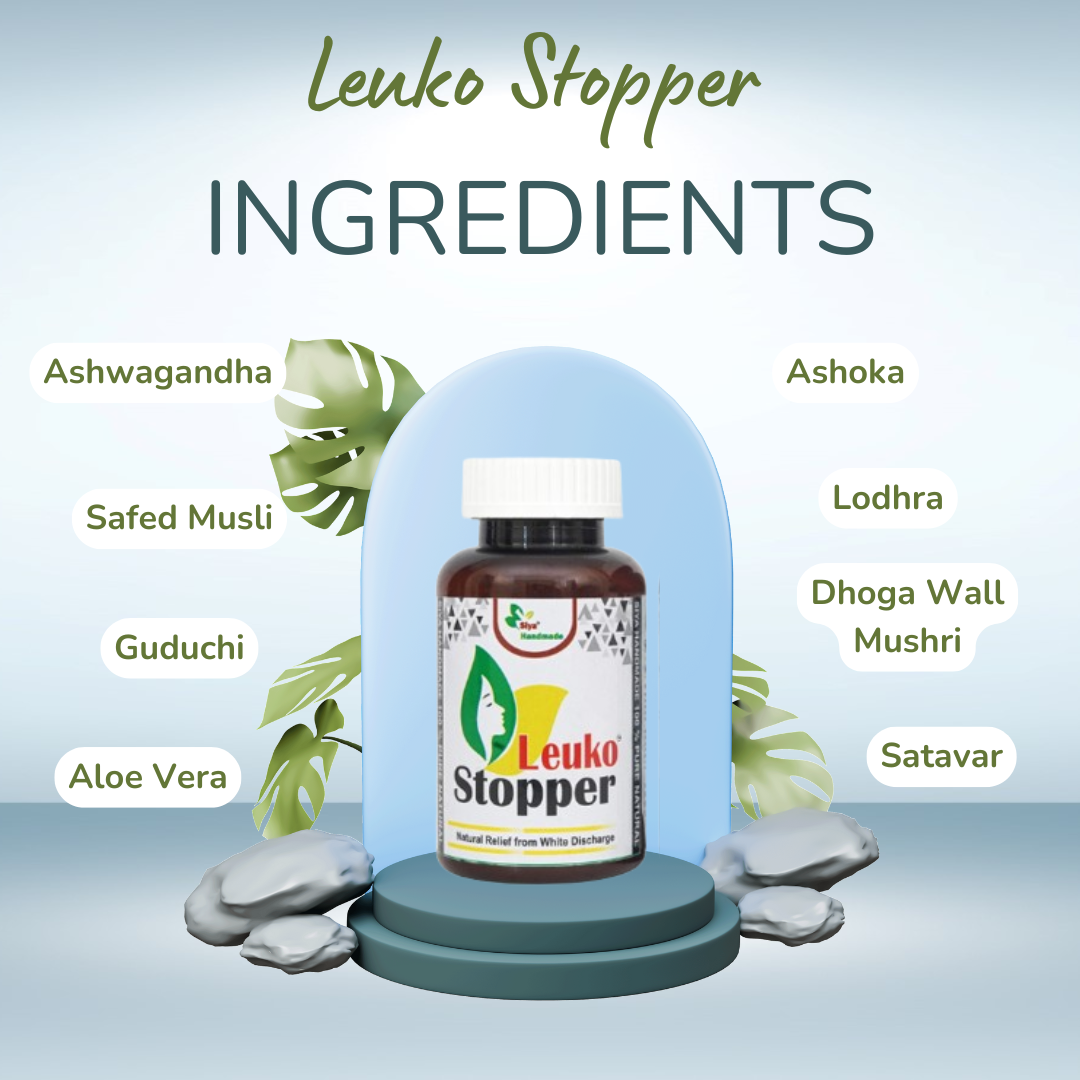 Leuko Stopper
INGREDIENTS
Ashwagandha
Ashoka
Safed Musli
Lodhra
Guduchi
Dhoga Wall
Mushri
Aloe Vera
Satavar
Siya
Handmade
Leuko
Stopper
Natural Relief from White Discharge
SIYA HANDMADE 100 % PURE NATURAL